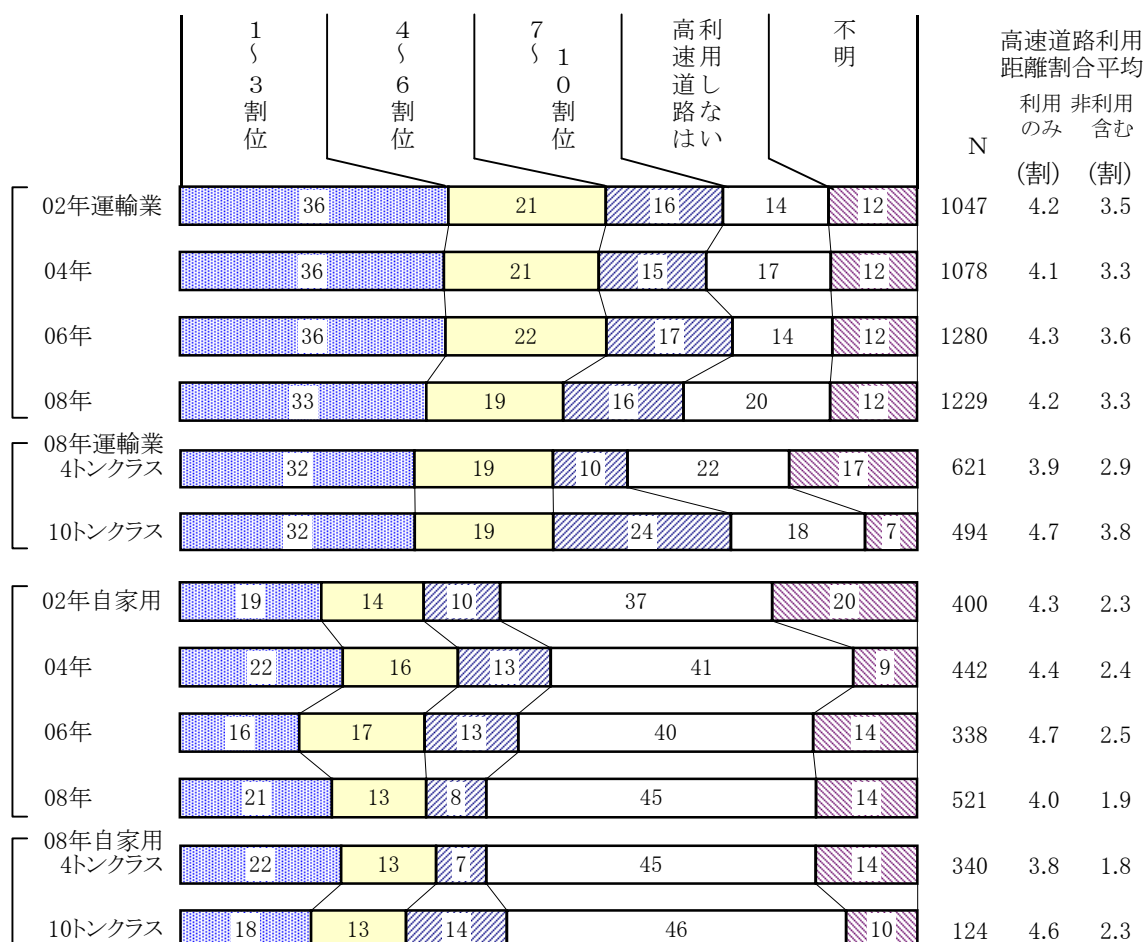 1~3割位
4~6割位
7~10割位
高速道路は
利用しない
不明
N
高速道路利用
距離割合平均
利用のみ
非利用含む
(割) (割)
02年運輸業 36 21 16 14 12 1047 4.2 3.5
04年 36 21 15 17 12 1078 4.1 3.3
06年 36 22 17 14 12 1280 4.3 3.6
08年 33 19 16 20 12 1229 4.2 3.3
08年運輸業
4トンクラス 32 19 10 22 17 621 3.9 2.9
10トンクラス 32 19 24 18 7 494 4.7 3.8
02年自家用 19 14 10 37 20 400 4.3 2.3
04年 22 16 13 41 9 442 4.4 2.4
06年 16 17 13 40 14 338 4.7 2.5
08年 21 13 8 45 14 521 4.0 1.9
08年自家用
4トンクラス 22 13 7 45 14 340 3.8 1.8
10トンクラス 18 13 14 46 10 124 4.6 2.3